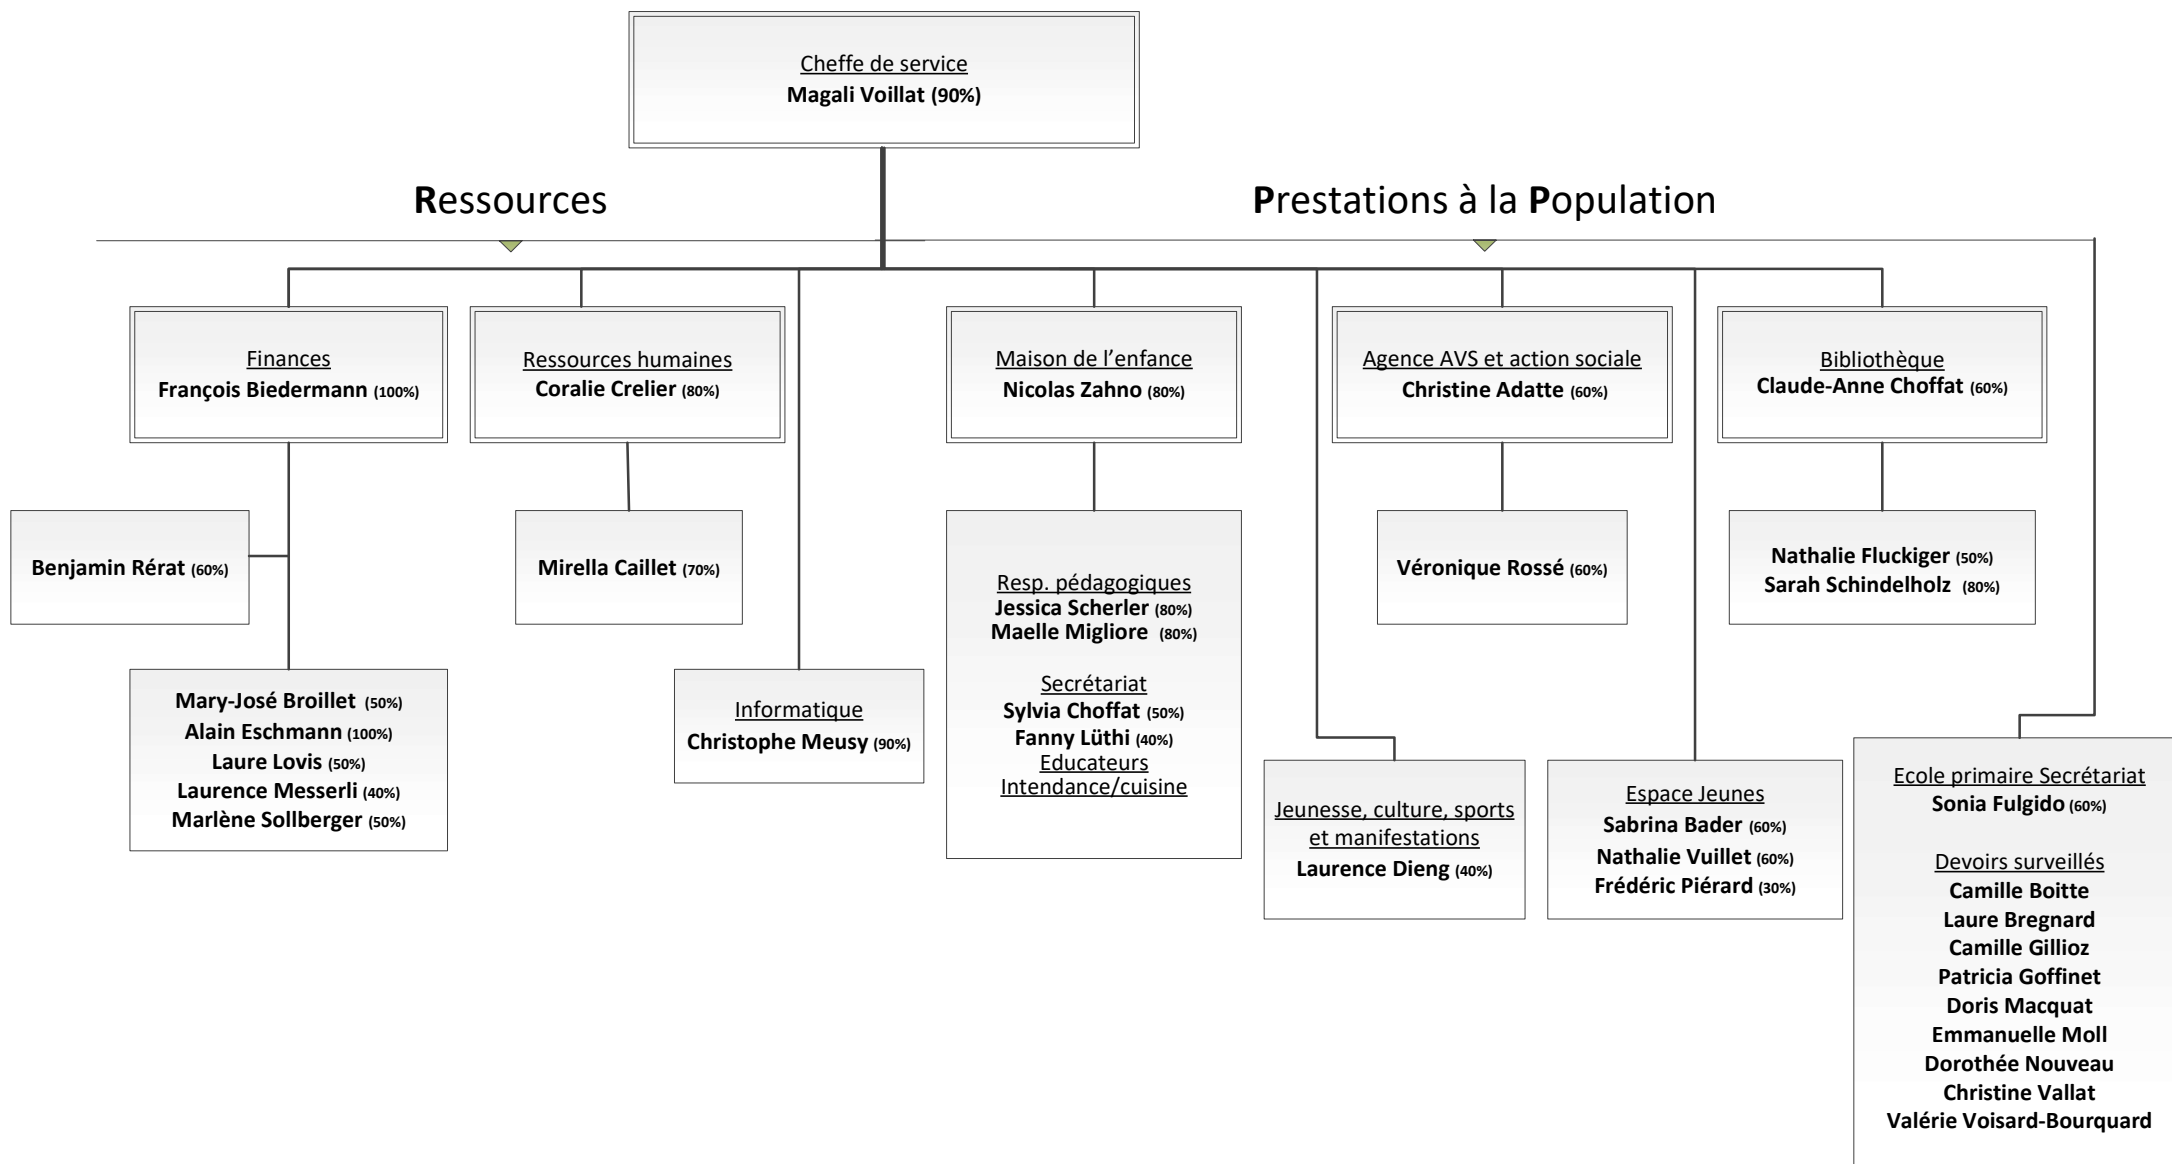 Cheffe de service
Magali Voillat (90%)
Ressources
Prestations à la Population
Finances
François Biedermann (100%)
Ressources humaines
Coralie Crelier (80%)
Maison de l’enfance
Nicolas Zahno (80%)
Agence AVS et action sociale
Christine Adatte (60%)
Bibliothèque
Claude-Anne Choffat (60%)
Benjamin Rérat (60%)
Mirella Caillet (70%)
Resp. pédagogiques
Jessica Scherler (80%)
Maelle Migliore (80%)
Secrétariat
Sylvia Choffat (50%)
Fanny Lüthi (40%)
Educateurs
Intendance/cuisine
Véronique Rossé (60%)
Nathalie Fluckiger (50%)
Sarah Schindelholz (80%)
Mary-José Broillet (50%)
Alain Eschmann (100%)
Laure Lovis (50%)
Laurence Messerli (40%)
Marlène Sollberger (50%)
Informatique
Christophe Meusy (90%)
Jeunesse, culture, sports
et manifestations
Laurence Dieng (40%)
Espace Jeunes
Sabrina Bader (60%)
Nathalie Vuillet (60%)
Frédéric Piérard (30%)
Ecole primaire Secrétariat
Sonia Fulgido (60%)
Devoirs surveillés
Camille Boitte
Laure Bregnard
Camille Gillioz
Patricia Goffinet
Doris Macquat
Emmanuelle Moll
Dorothée Nouveau
Christine Vallat
Valérie Voisard-Bourquard